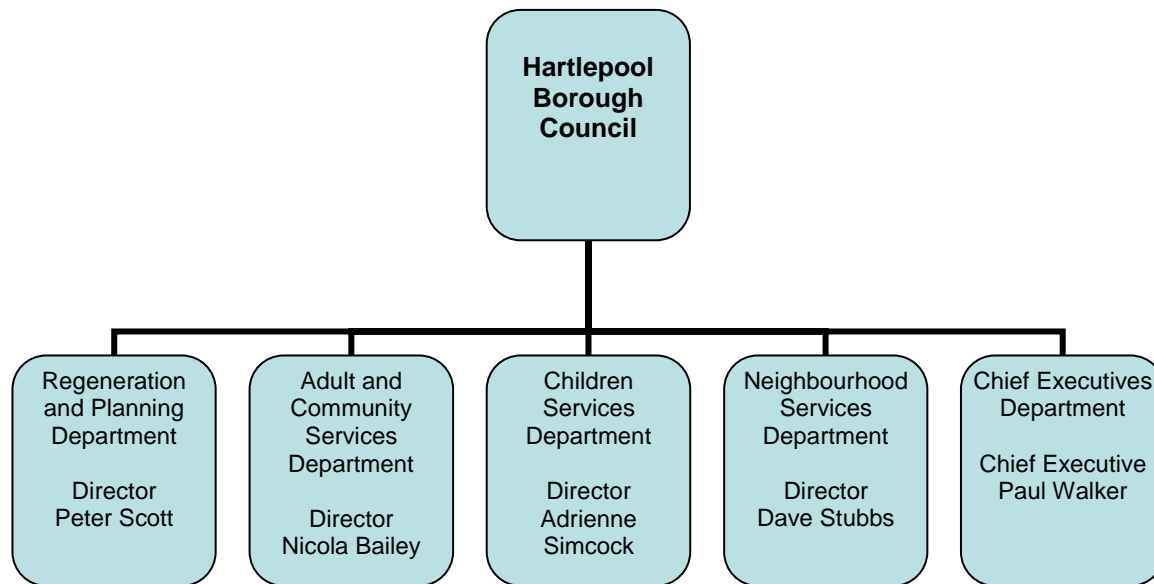 Hartlepool
Borough
Council
Regeneration
and Planning
Department
Director
Peter Scott
Adult and
Community
Services
Department
Director
Nicola Bailey
Children
Services
Department
Director
Adrienne
Simcock
Neighbourhood
Services
Department
Director
Dave Stubbs
Chief Executives
Department
Chief Executive
Paul Walker